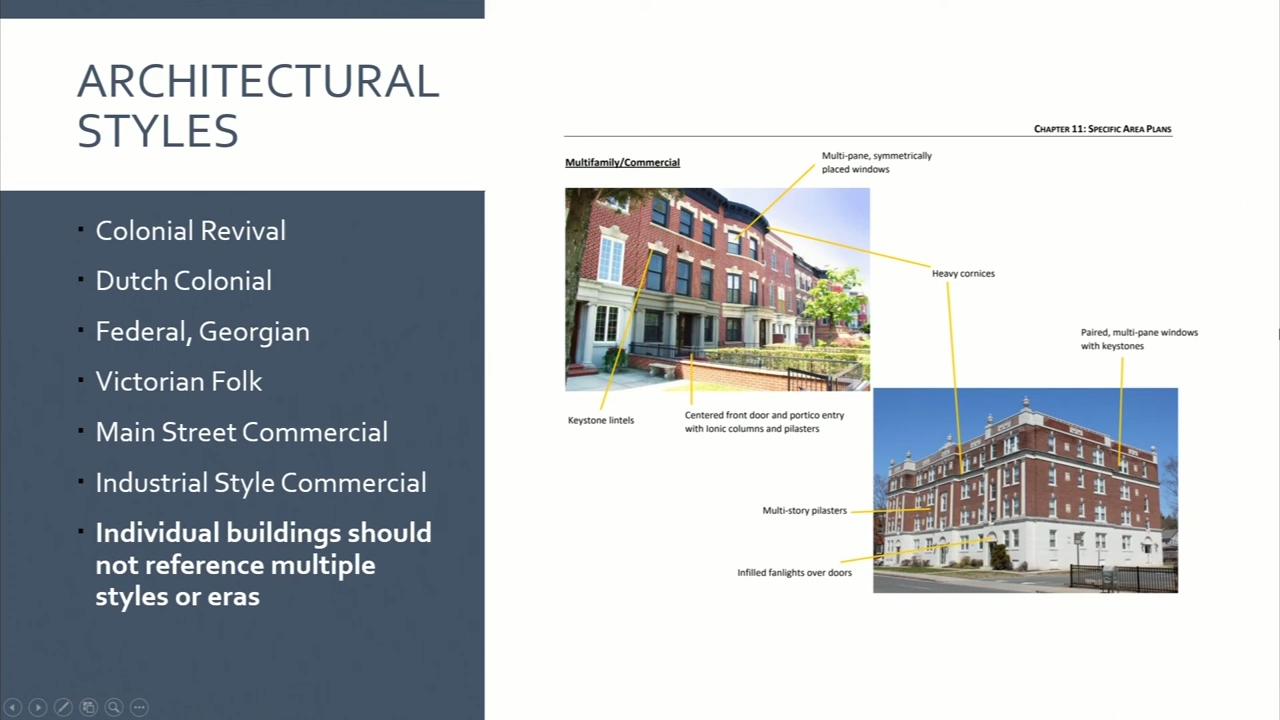 ARCHITECTURAL
STYLES
Colonial Revival
Dutch Colonial
Federal, Georgian
Victorian Folk
Main Street Commercial
Industrial Style Commercial
Individual buildings should
not reference multiple
styles or eras
CHAPTER 11: SPECIFIC AREA PLANS
Multifamily/Commercial
Multi-pane, symmetrically
placed windows
Heavy cornices
Paired, multi-pane windows
with keystones
Keystone lintels
Centered front door and portico entry
with Ionic columns and pilasters
Multi-story pilasters
Infilled fanlights over doors